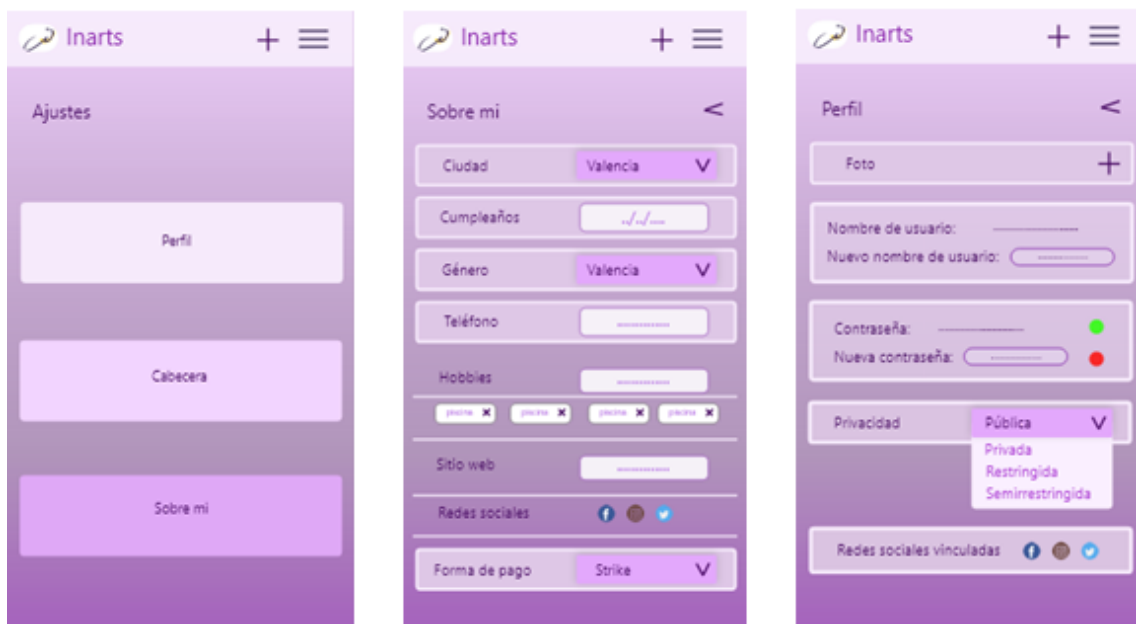 Inarts
Ajustes
Perfil
Cabecera
Sobre mi
Inarts
Sobre mi
Ciudad Valencia
Cumpleaños --/--/----
Género Valencia
Teléfono
Hobbies
piscina piscina piscina piscina
Sitio web
Redes sociales
Forma de pago Strike
Inarts
Perfil
Foto
Nombre de usuario:
Nuevo nombre de usuario:
Contraseña:
Nueva contraseña:
Privacidad Pública
Privada
Restringida
Semirrestringida
Redes sociales vinculadas